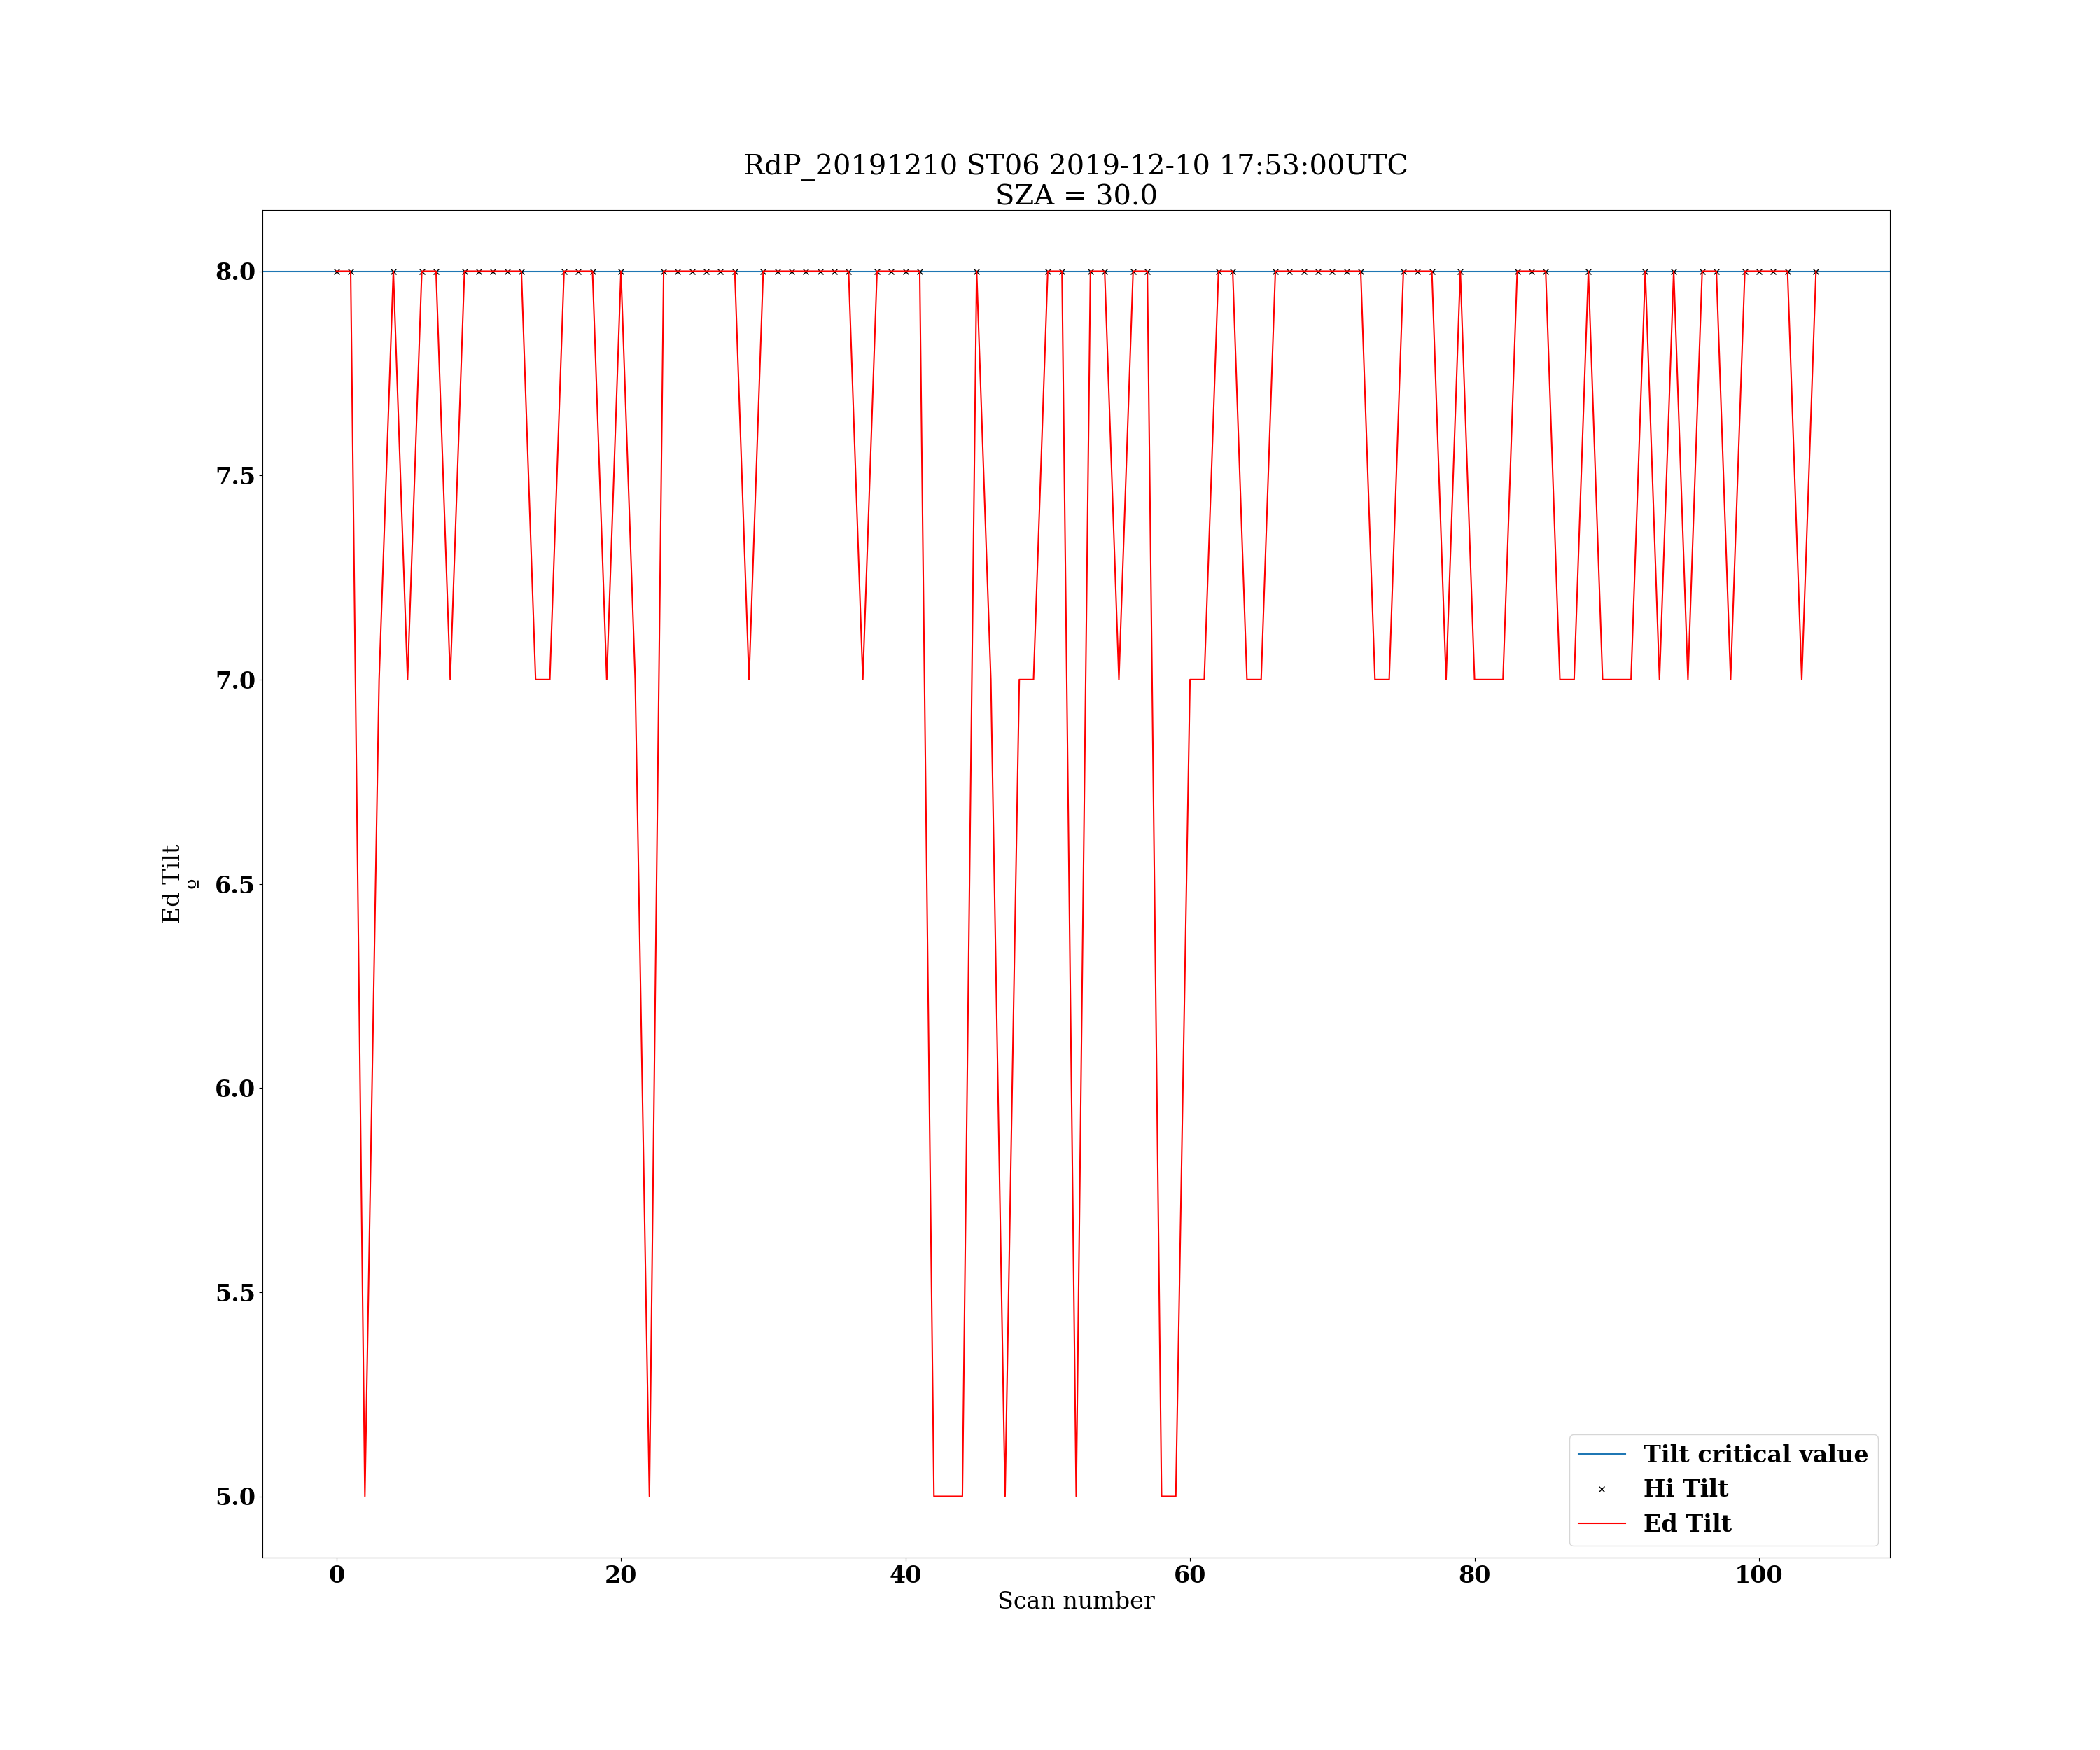 RdP_20191210 ST06 2019-12-10 17:53:00UTC
SZA = 30.0
8.0
7.5
7.0
6.5
6.0
5.5
5.0
Ed Tilt
º
0 20 40 60 80 100
Scan number
Tilt critical value
Hi Tilt
Ed Tilt